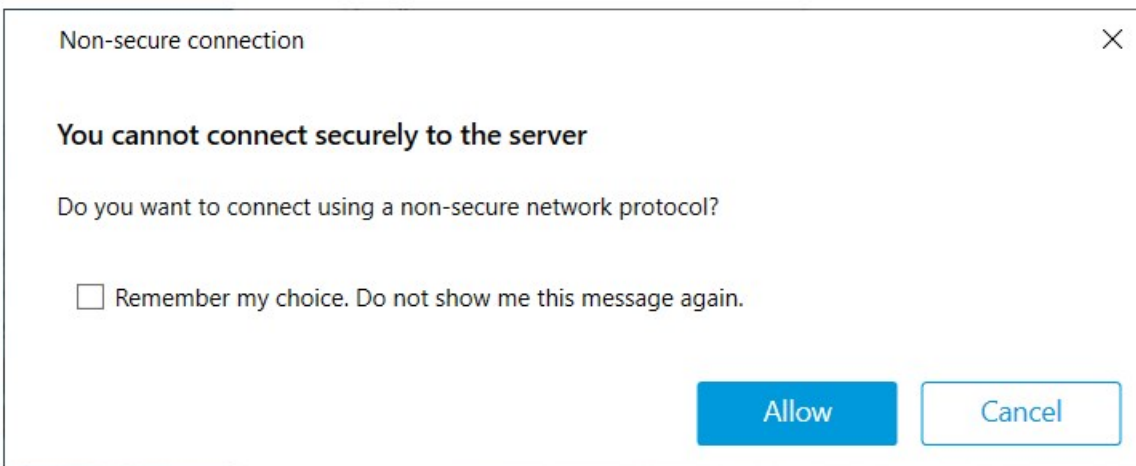 Non-secure connection
You cannot connect securely to the server
Do you want to connect using a non-secure network protocol?
Remember my choice. Do not show me this message again.
Allow
Cancel